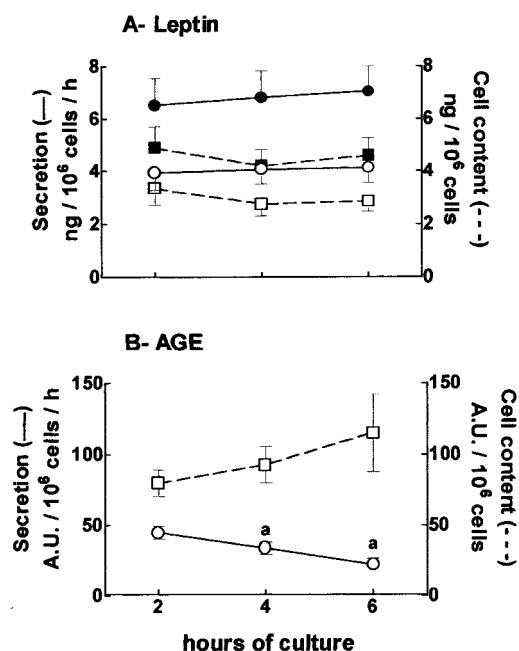 A- Leptin
Secretion (—)
ng / 10⁶ cells / h
8
6
4
2
0
8
6
4
2
0
Cell content (- - -)
ng / 10⁶ cells
B- AGE
Secretion (—)
A.U. / 10⁶ cells / h
150
100
50
0
a
a
150
100
50
0
Cell content (- - -)
A.U. / 10⁶ cells
2
4
6
hours of culture